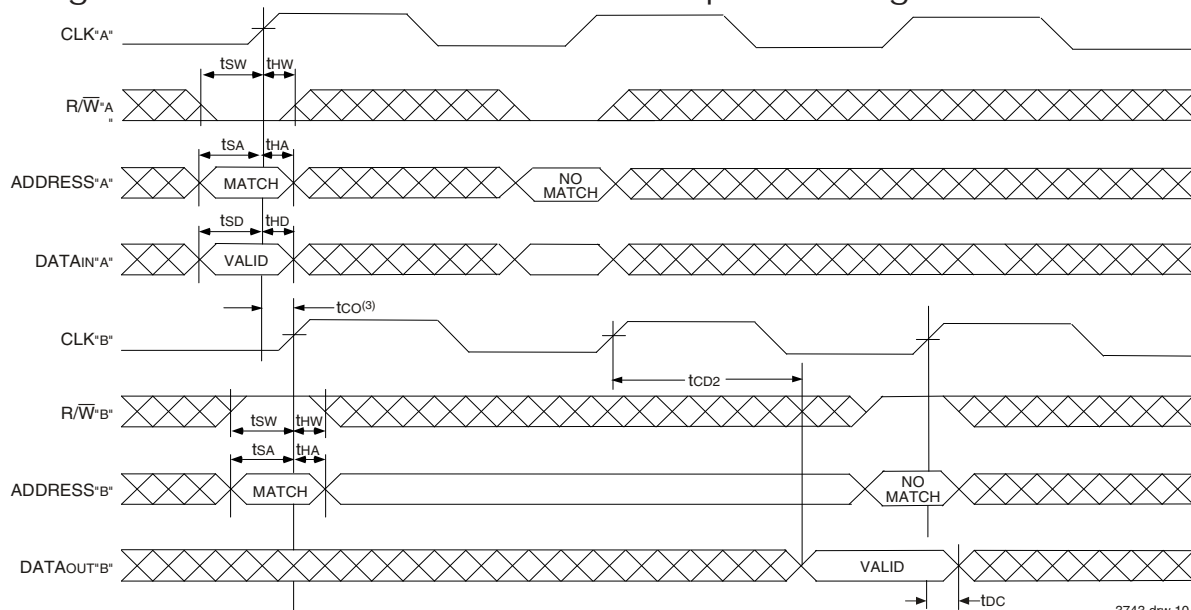 CLK"A"
tSW tHW
R/W"A
"
tSA tHA
ADDRESS"A" MATCH NO
MATCH
tSD tHD
DATAIN"A" VALID
tCO(3)
CLK"B"
tCD2
R/W"B"
tSW tHW
tSA tHA
ADDRESS"B" MATCH NO
MATCH
DATAOUT"B" VALID
tDC